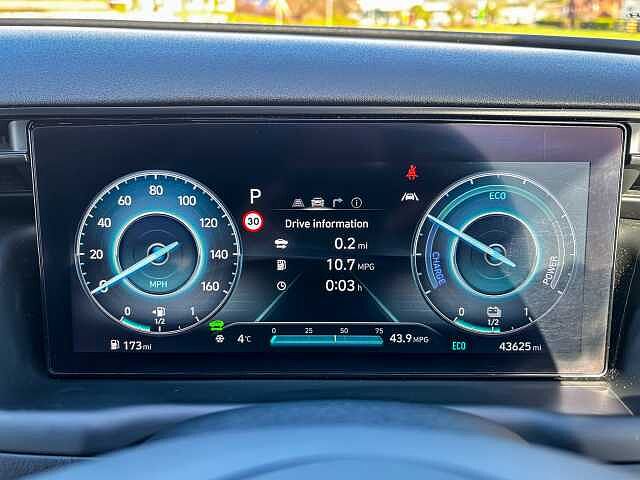 80
60 100
40 120
20 140
0 160
MPH
0 1/2 1
P
30
Drive information
0.2 mi
10.7 MPG
0:03 h
ECO
CHARGE
POWER
0 1/2 1
173 mi
4°C
0 25 50 75
43.9 MPG
ECO
43625 mi